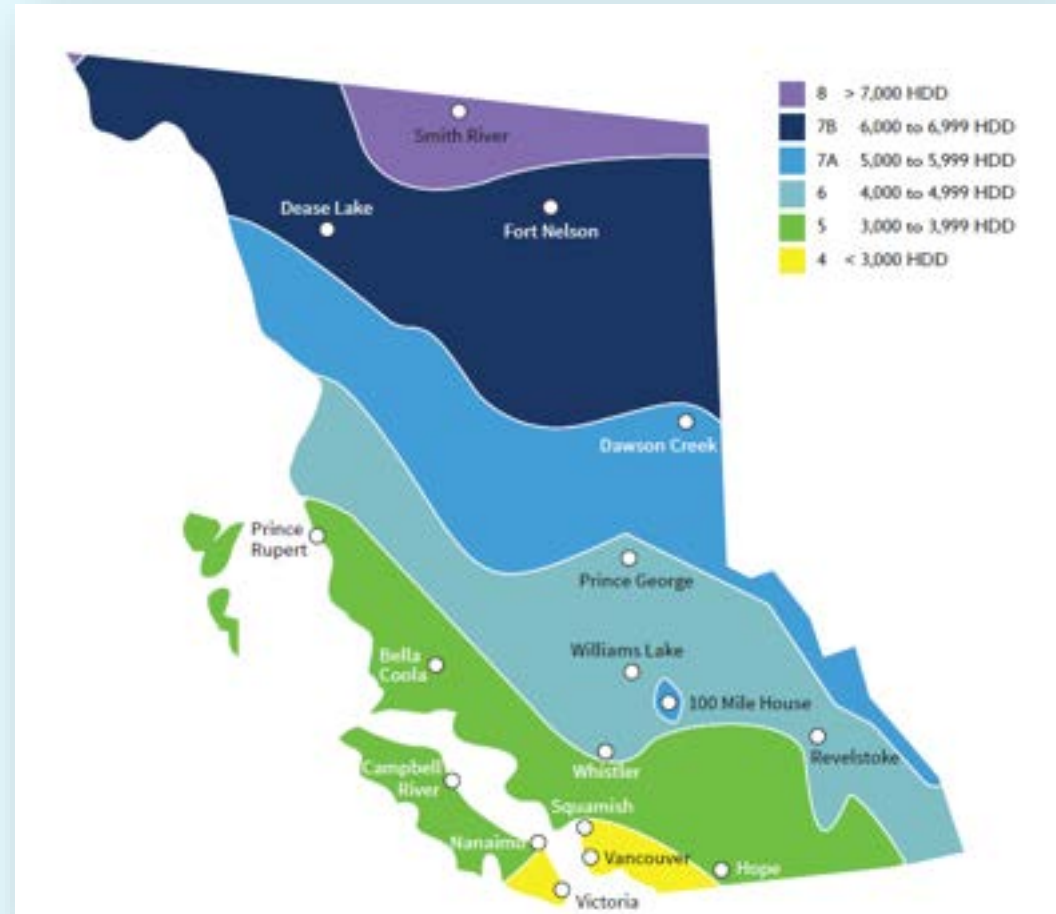 8 > 7,000 HDD
7B 6,000 to 6,999 HDD
7A 5,000 to 5,999 HDD
6 4,000 to 4,999 HDD
5 3,000 to 3,999 HDD
4 < 3,000 HDD
Smith River
Dease Lake
Fort Nelson
Dawson Creek
Prince
Rupert
Prince George
Bella
Coola
Williams Lake
100 Mile House
Revelstoke
Whistler
Campbell
River
Squamish
Nanaimo
Vancouver
Hope
Victoria